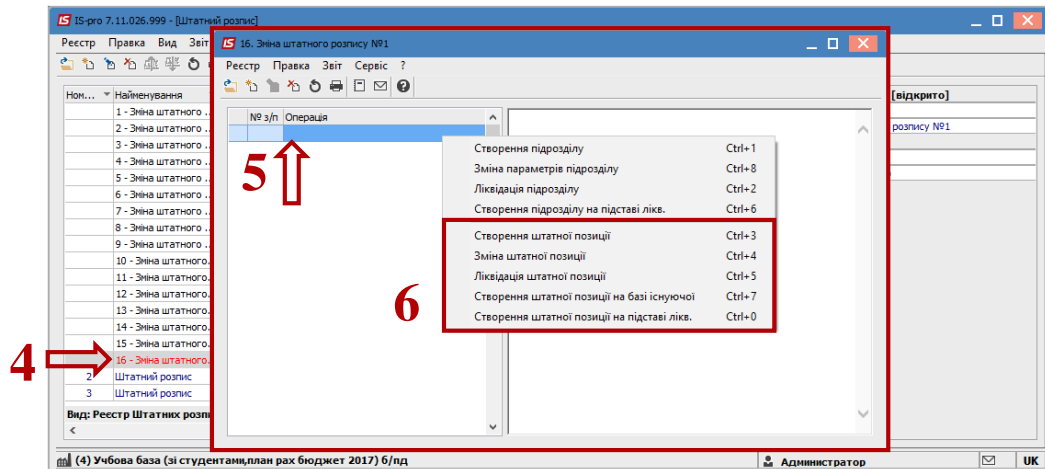 IS-pro 7.11.026.999 - [Штатний розпис]
Реєстр Правка Вид Звіт
Ном... Найменування
1 - Зміна штатного ..
2 - Зміна штатного ..
3 - Зміна штатного ..
4 - Зміна штатного ..
5 - Зміна штатного ..
6 - Зміна штатного ..
7 - Зміна штатного ..
8 - Зміна штатного ..
9 - Зміна штатного ..
10 - Зміна штатного.
11 - Зміна штатного.
12 - Зміна штатного.
13 - Зміна штатного.
14 - Зміна штатного.
15 - Зміна штатного.
4
16 - Зміна штатного.
2 Штатний розпис
3 Штатний розпис
Вид: Реєстр Штатних розпи
16. Зміна штатного розпису №1
Реєстр Правка Звіт Сервіс ?
№ з/п Операція
5
Створення підрозділу Ctrl+1
Зміна параметрів підрозділу Ctrl+8
Ліквідація підрозділу Ctrl+2
Створення підрозділу на підставі лікв. Ctrl+6
6
Створення штатної позиції Ctrl+3
Зміна штатної позиції Ctrl+4
Ліквідація штатної позиції Ctrl+5
Створення штатної позиції на базі існуючої Ctrl+7
Створення штатної позиції на підставі лікв. Ctrl+0
[відкрито]
розпису №1
(4) Учбова база (зі студентами,план рах бюджет 2017) б/пд
Администратор
UK